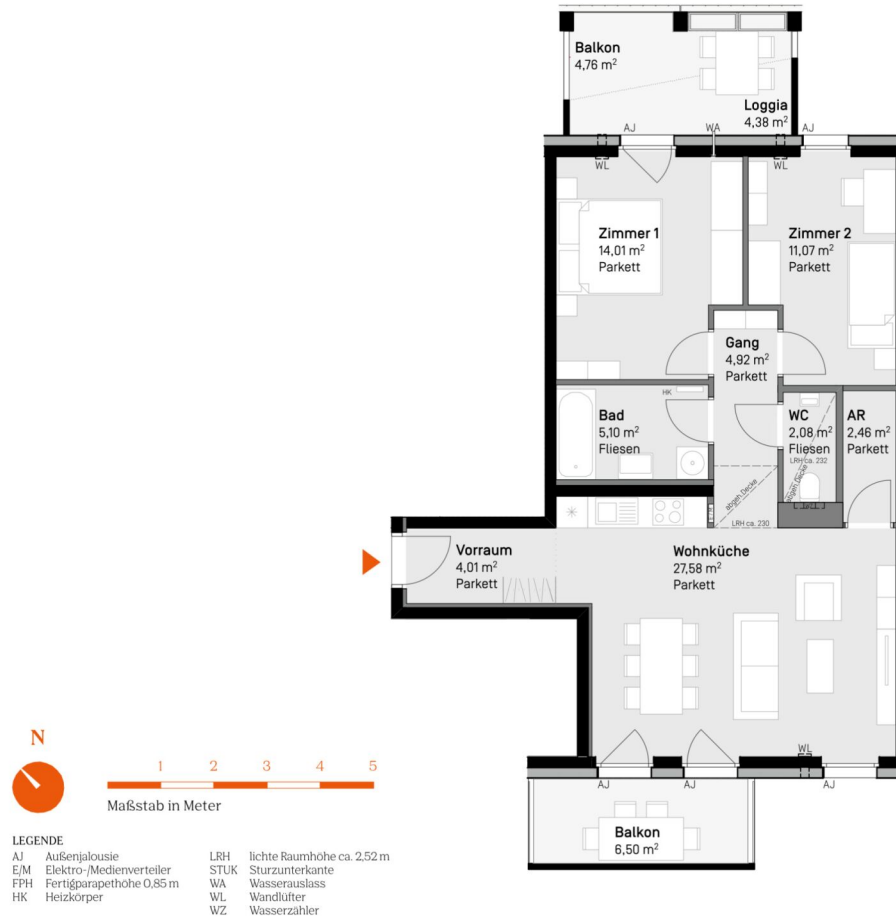 Balkon
4,76 m²
Loggia
4,38 m²
AJ
WA
AJ
WL
WL
Zimmer 1
14,01 m²
Parkett
Zimmer 2
11,07 m²
Parkett
Gang
4,92 m²
Parkett
HK
Bad
5,10 m²
Fliesen
WC
2,08 m²
Fliesen
LRH ca. 232
abgeh. Decke
AR
2,46 m²
Parkett
abgeh. Decke
LRH ca. 230
E/M
Vorraum
4,01 m²
Parkett
Wohnküche
27,58 m²
Parkett
WL
AJ
AJ
AJ
Balkon
6,50 m²
N
1 2 3 4 5
Maßstab in Meter
LEGENDE
AJ Außenjalousie
E/M Elektro-/Medienverteiler
FPH Fertigparapethöhe 0,85 m
HK Heizkörper
LRH lichte Raumhöhe ca. 2,52 m
STUK Sturzunterkante
WA Wasserauslass
WL Wandlüfter
WZ Wasserzähler